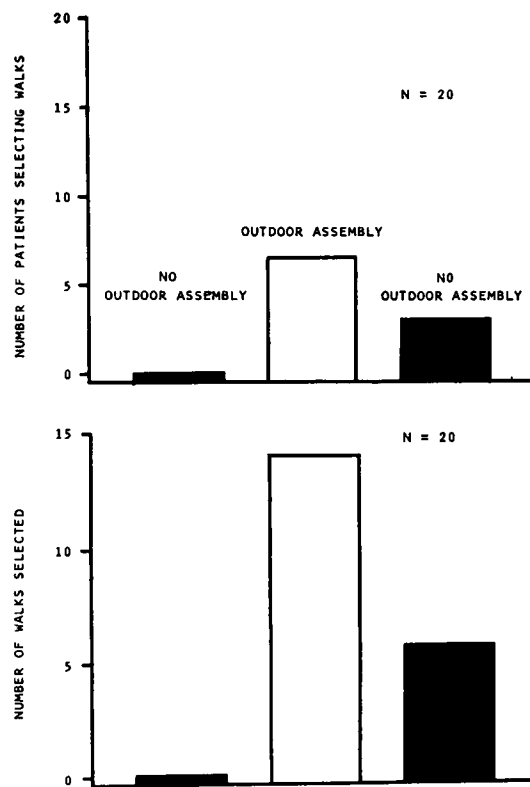 NUMBER OF PATIENTS SELECTING WALKS
20
15
10
5
0
N = 20
NO
OUTDOOR ASSEMBLY
OUTDOOR ASSEMBLY
NO
OUTDOOR ASSEMBLY
NUMBER OF WALKS SELECTED
15
10
5
0
N = 20